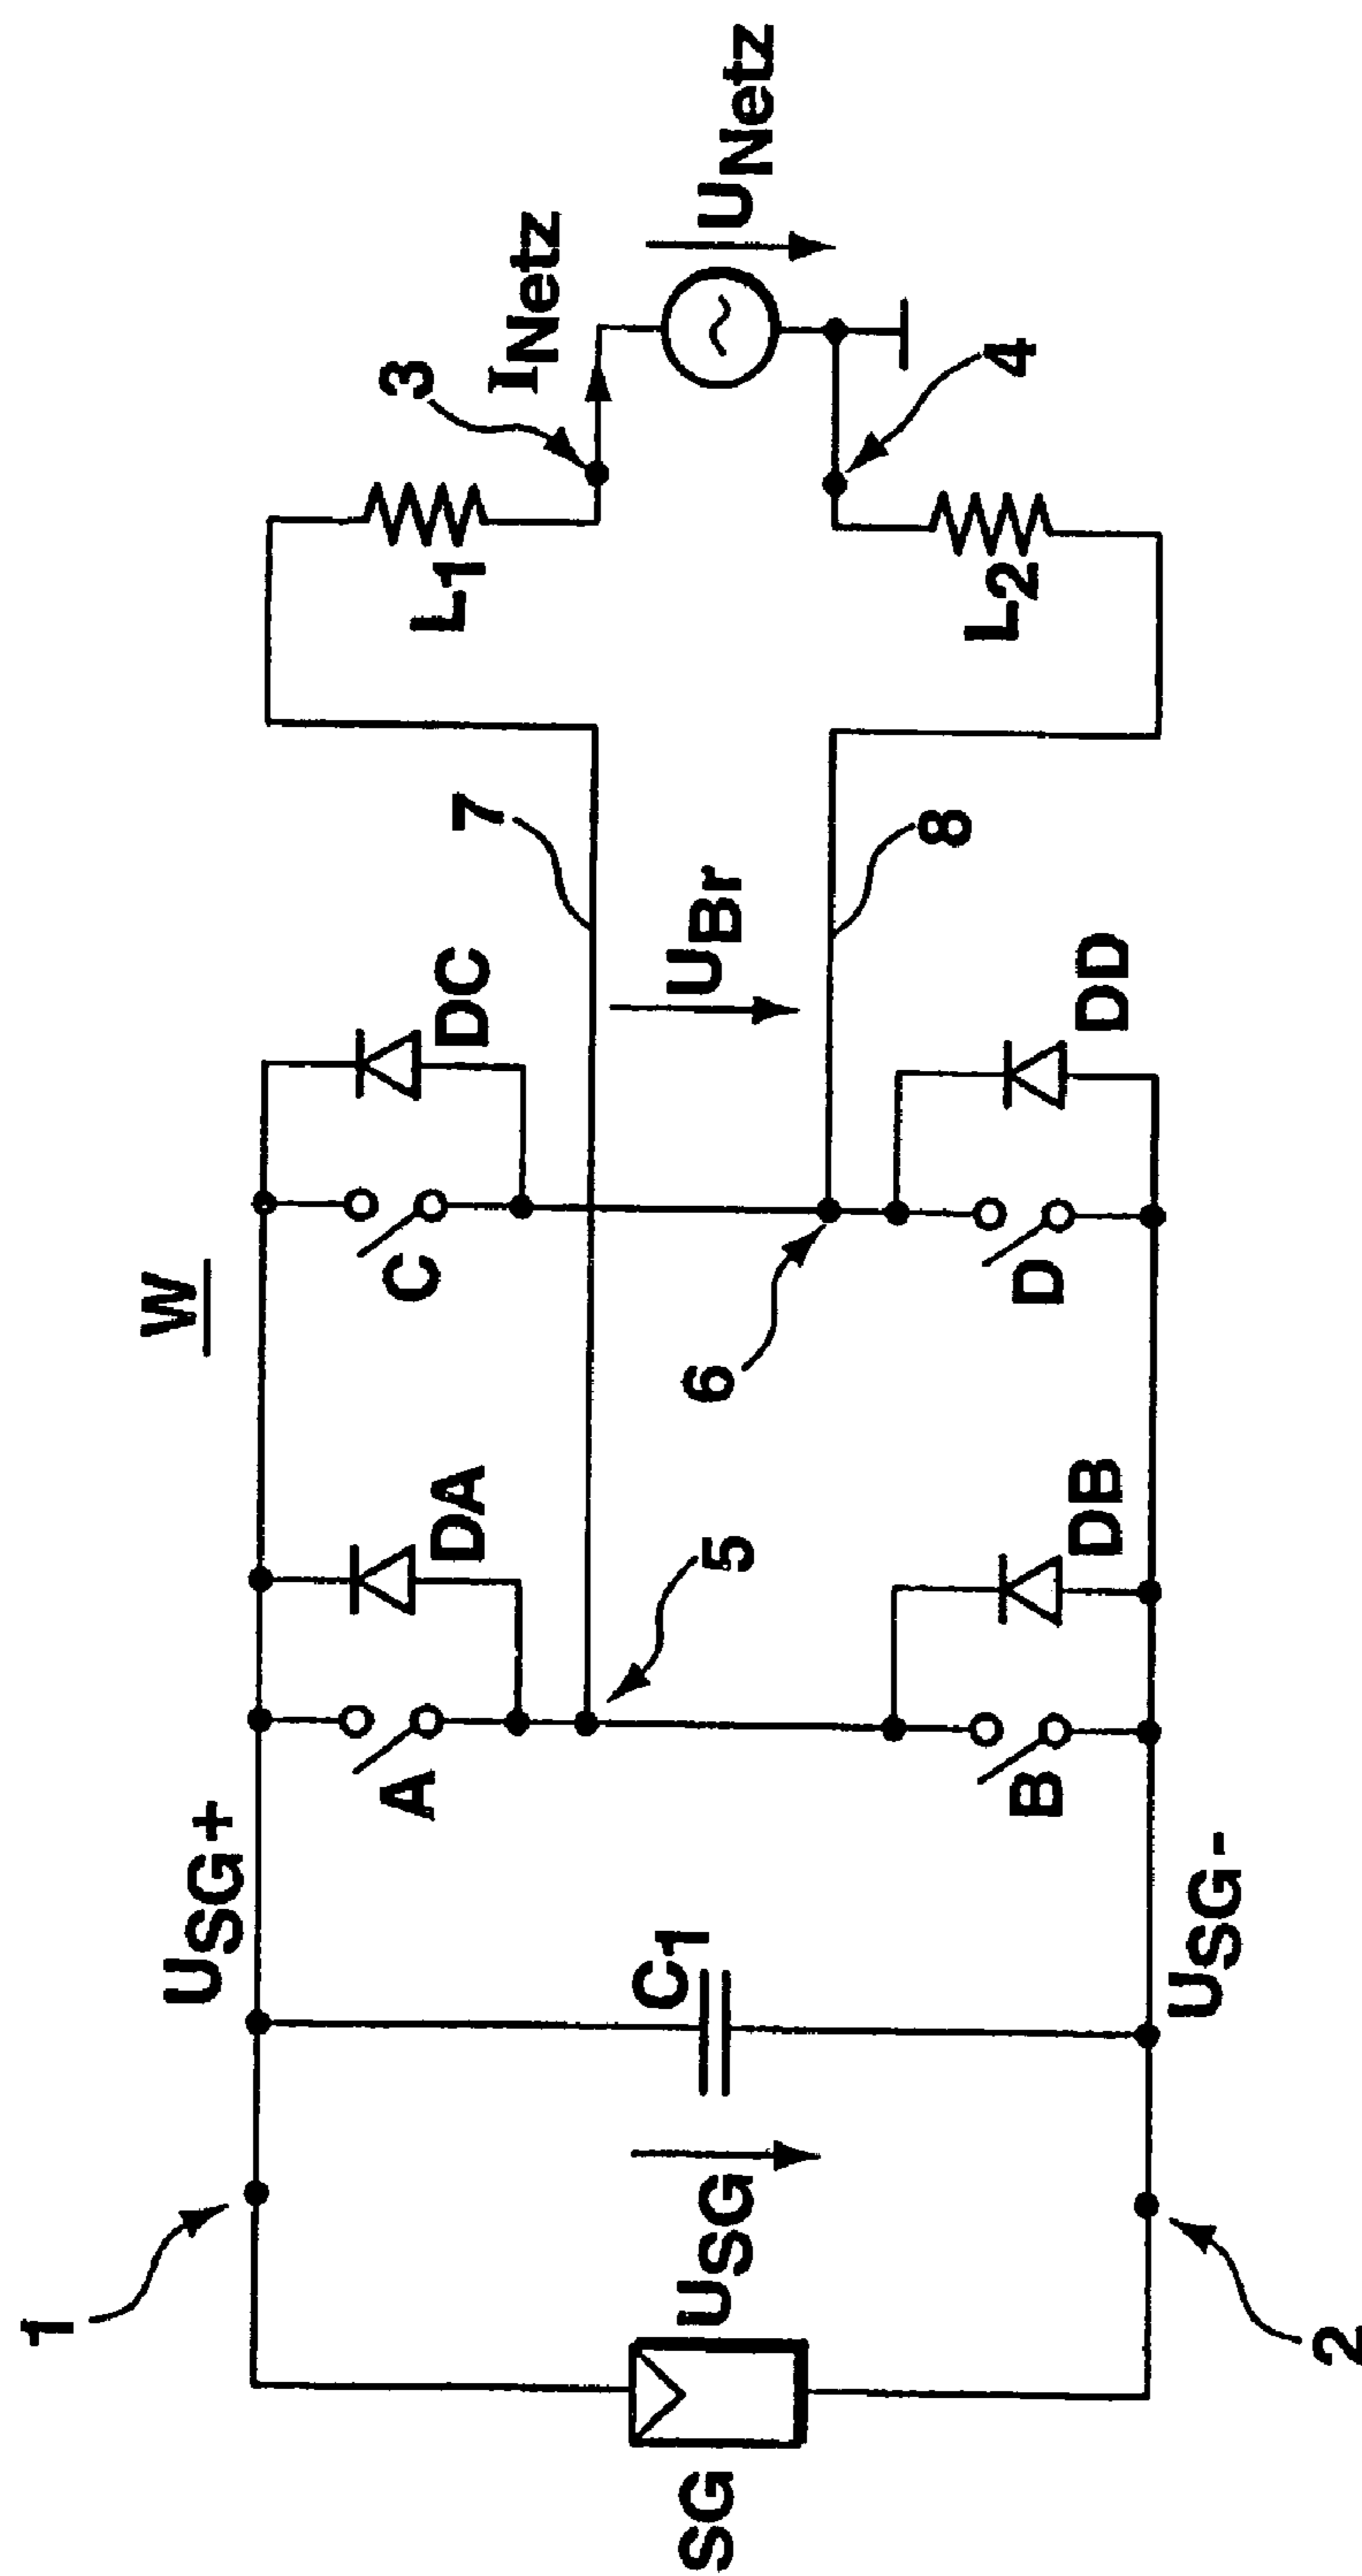 W
1
USG+
A
DA
C
DC
7
L1
3
INetz
SG
USG
C1
5
6
UBr
UNetz
B
DB
D
DD
8
L2
4
2
USG-